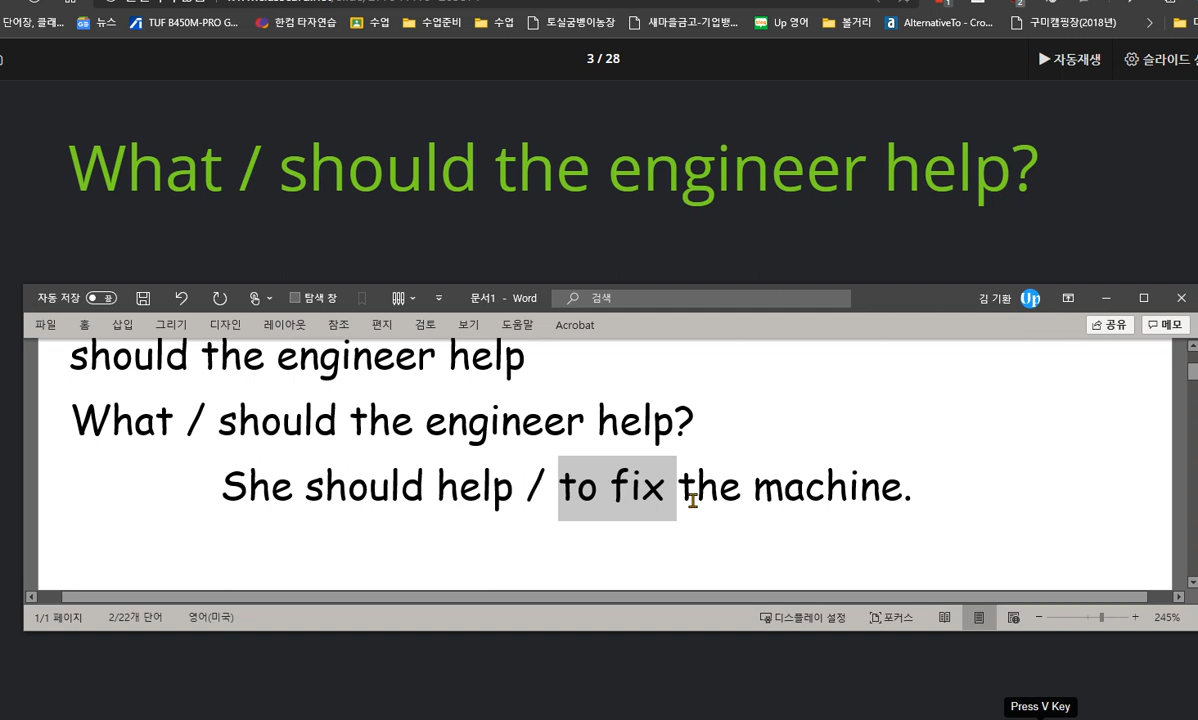 단어장, 클래...
뉴스
TUF B450M-PRO G...
한컴 타자연습
수업
수업준비
수업
토실굼벵이농장
새마을금고-기업방...
Up 영어
볼거리
AlternativeTo - Cro...
구미캠핑장(2018년)
3 / 28
자동재생
슬라이드
What / should the engineer help?
자동 저장
끔
탐색 창
문서1 - Word
검색
김 기환
Up
파일
홈
삽입
그리기
디자인
레이아웃
참조
편지
검토
보기
도움말
Acrobat
공유
메모
should the engineer help
What / should the engineer help?
She should help / to fix the machine.
1/1 페이지
2/22개 단어
영어(미국)
디스플레이 설정
포커스
245%
Press V Key